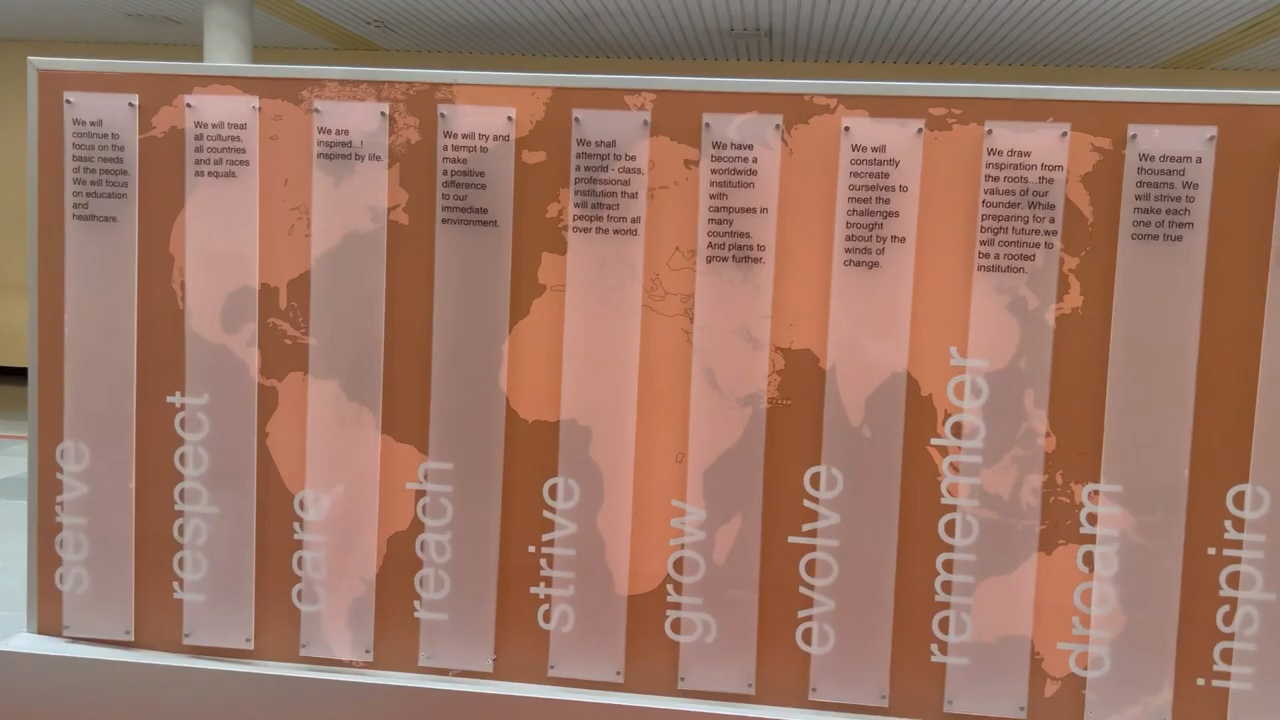 We will
continue to
focus on the
basic needs
of the people.
We will focus
on education
and
healthcare.
serve
We will treat
all cultures,
all countries
and all races
as equals.
respect
We are
inspired...!
inspired by life.
care
We will try and
a tempt to
make
a positive
difference
to our
immediate
environment.
reach
We shall
attempt to be
a world - class,
professional
institution that
will attract
people from all
over the world.
strive
We have
become a
worldwide
institution
with
campuses in
many
countries.
And plans to
grow further.
grow
We will
constantly
recreate
ourselves to
meet the
challenges
brought
about by the
winds of
change.
evolve
We draw
inspiration from
the roots...the
values of our
founder. While
preparing for a
bright future,we
will continue to
be a rooted
institution.
remember
We dream a
thousand
dreams. We
will strive to
make each
one of them
come true
dream
inspire